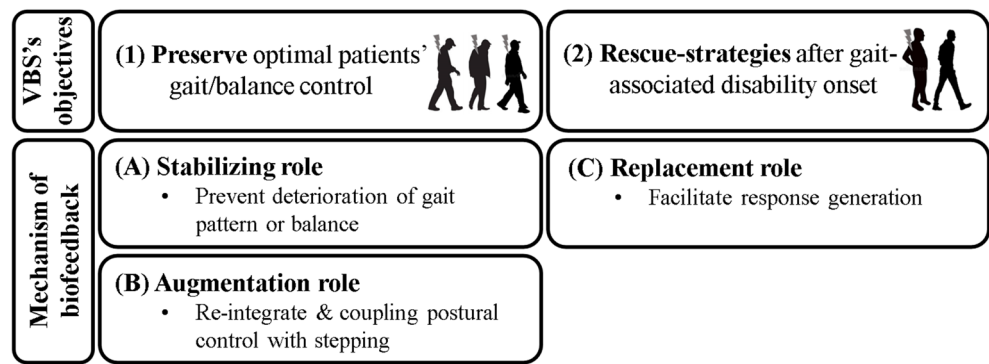 VBS's
objectives
(1) Preserve optimal patients'
gait/balance control
(2) Rescue-strategies after gait-
associated disability onset
Mechanism of
biofeedback
(A) Stabilizing role
• Prevent deterioration of gait
pattern or balance
(C) Replacement role
• Facilitate response generation
(B) Augmentation role
• Re-integrate & coupling postural
control with stepping